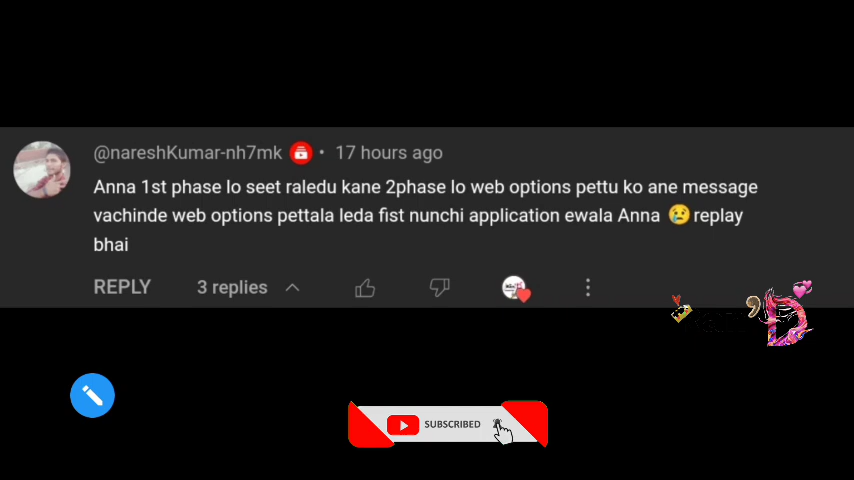 @nareshKumar-nh7mk • 17 hours ago
Anna 1st phase lo seet raledu kane 2phase lo web options pettu ko ane message
vachinde web options pettala leda fist nunchi application ewala Anna 😢 replay
bhai
REPLY 3 replies
'D
SUBSCRIBED